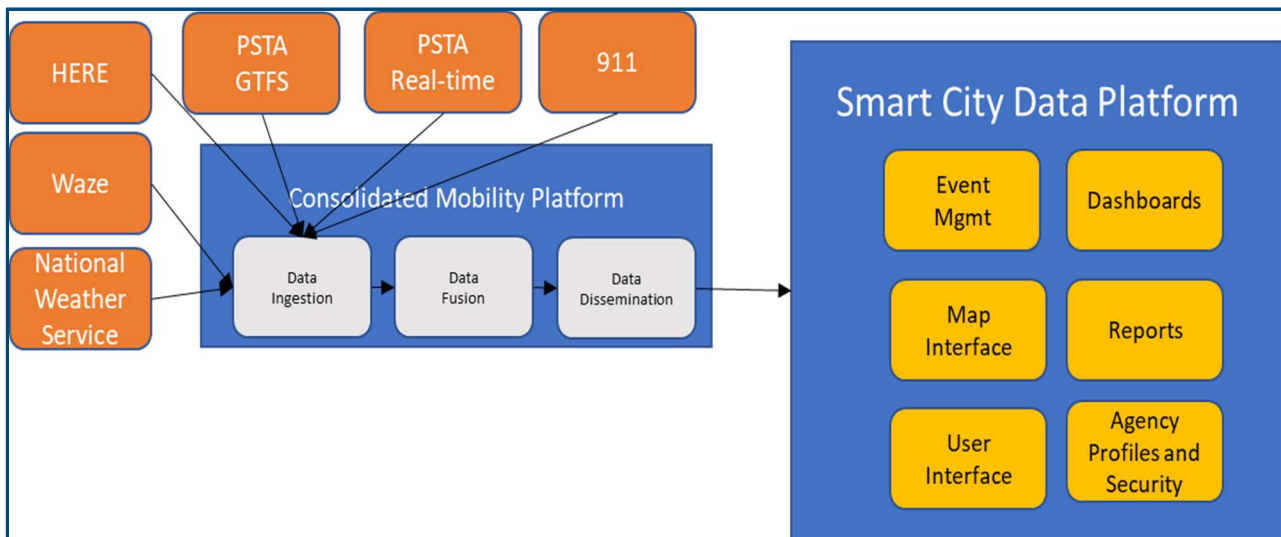 HERE
PSTA
GTFS
PSTA
Real-time
911
Waze
National
Weather
Service
Consolidated Mobility Platform
Data
Ingestion
Data
Fusion
Data
Dissemination
Smart City Data Platform
Event
Mgmt
Dashboards
Map
Interface
Reports
User
Interface
Agency
Profiles and
Security